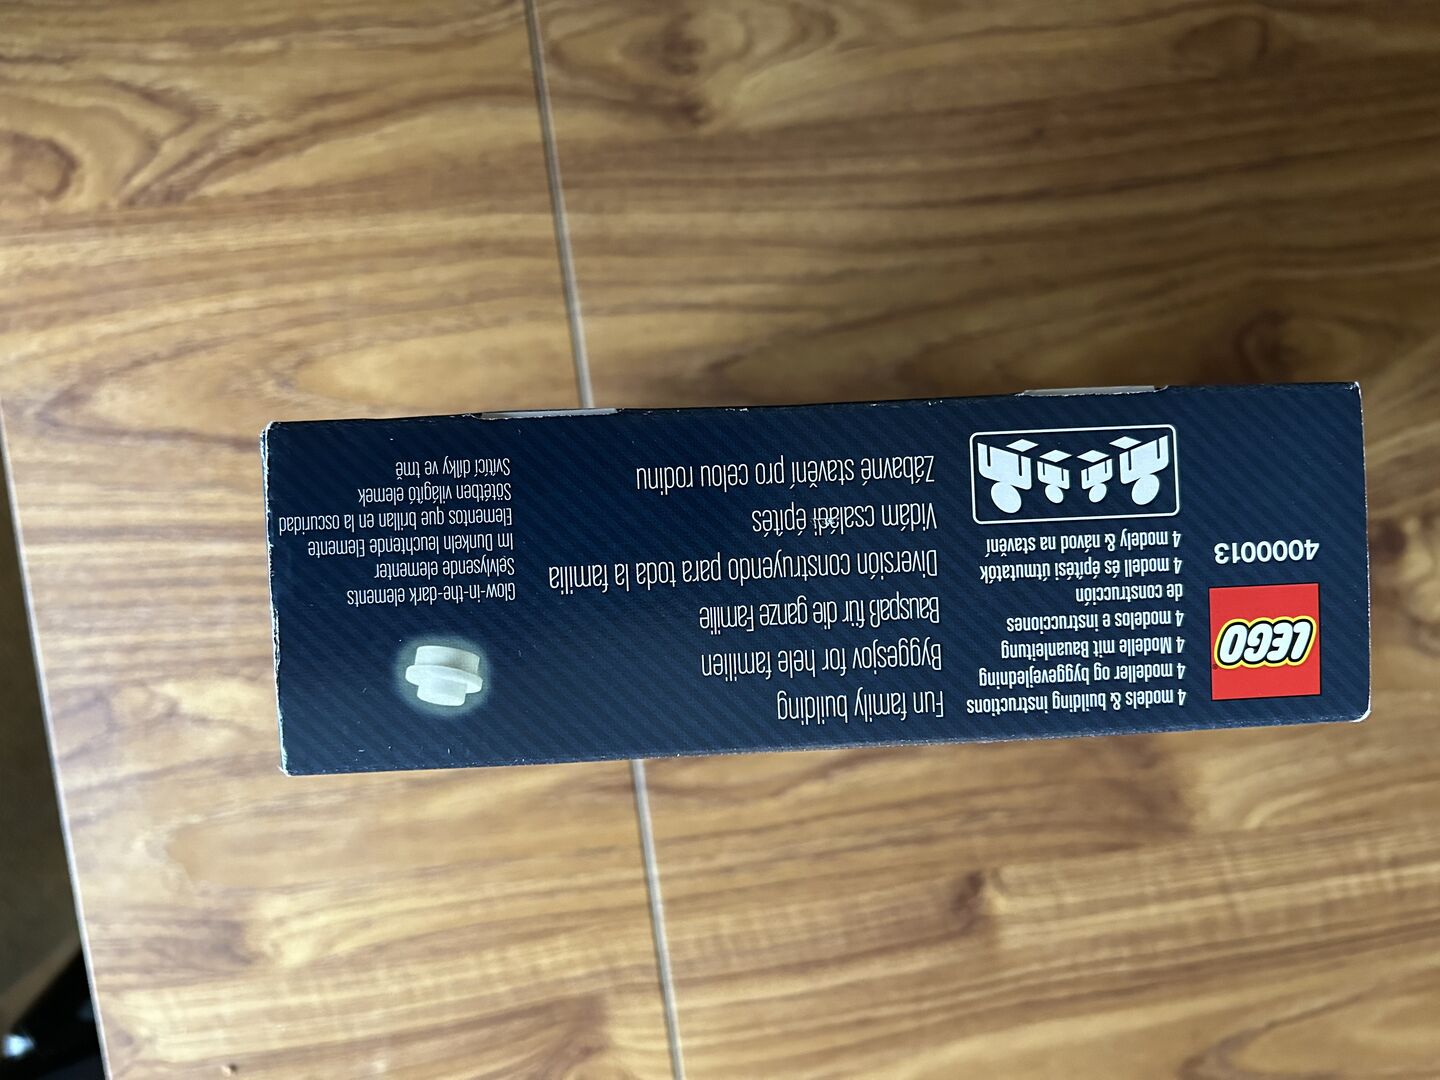 LEGO
4000013
4 models & building instructions
4 modeller og byggevejledning
4 Modelle mit Bauanleitung
4 modelos e instrucciones
de construcción
4 modell és építési útmutatók
4 modely & návod na stavění
Fun family building
Byggesjov for hele familien
Bauspaß für die ganze Familie
Diversión construyendo para toda la familia
Vidám családi építés
Zábavné stavění pro celou rodinu
Glow-in-the-dark elements
Selvlysende elementer
Im Dunkeln leuchtende Elemente
Elementos que brillan en la oscuridad
Sötétben világító elemek
Svítící dílky ve tmě